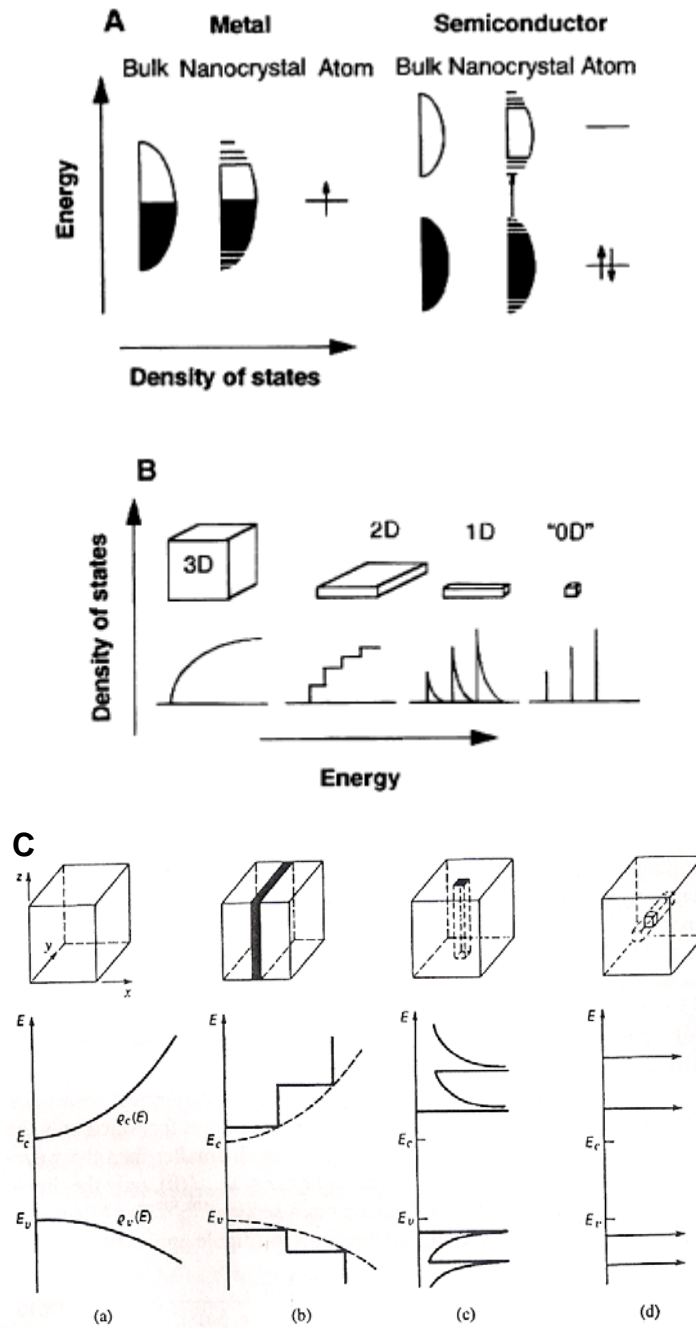 A
Metal
Semiconductor
Bulk Nanocrystal Atom
Bulk Nanocrystal Atom
Energy
Density of states
B
Density of states
3D
2D
1D
"0D"
Energy
C
z
y
x
E
E
E
E
ϱc(E)
Ec
Ec
Ec
Ec
Ev
ϱv(E)
Ev
Ev
Ev
(a)
(b)
(c)
(d)